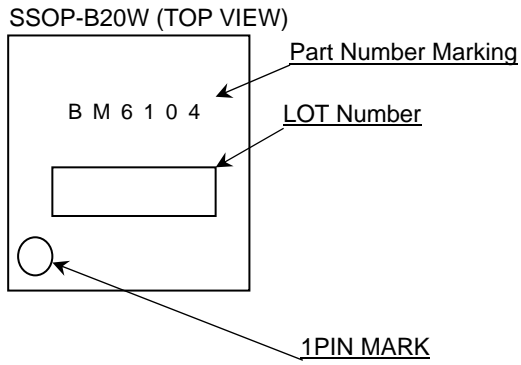 SSOP-B20W (TOP VIEW)
Part Number Marking
B M 6 1 0 4
LOT Number
1PIN MARK